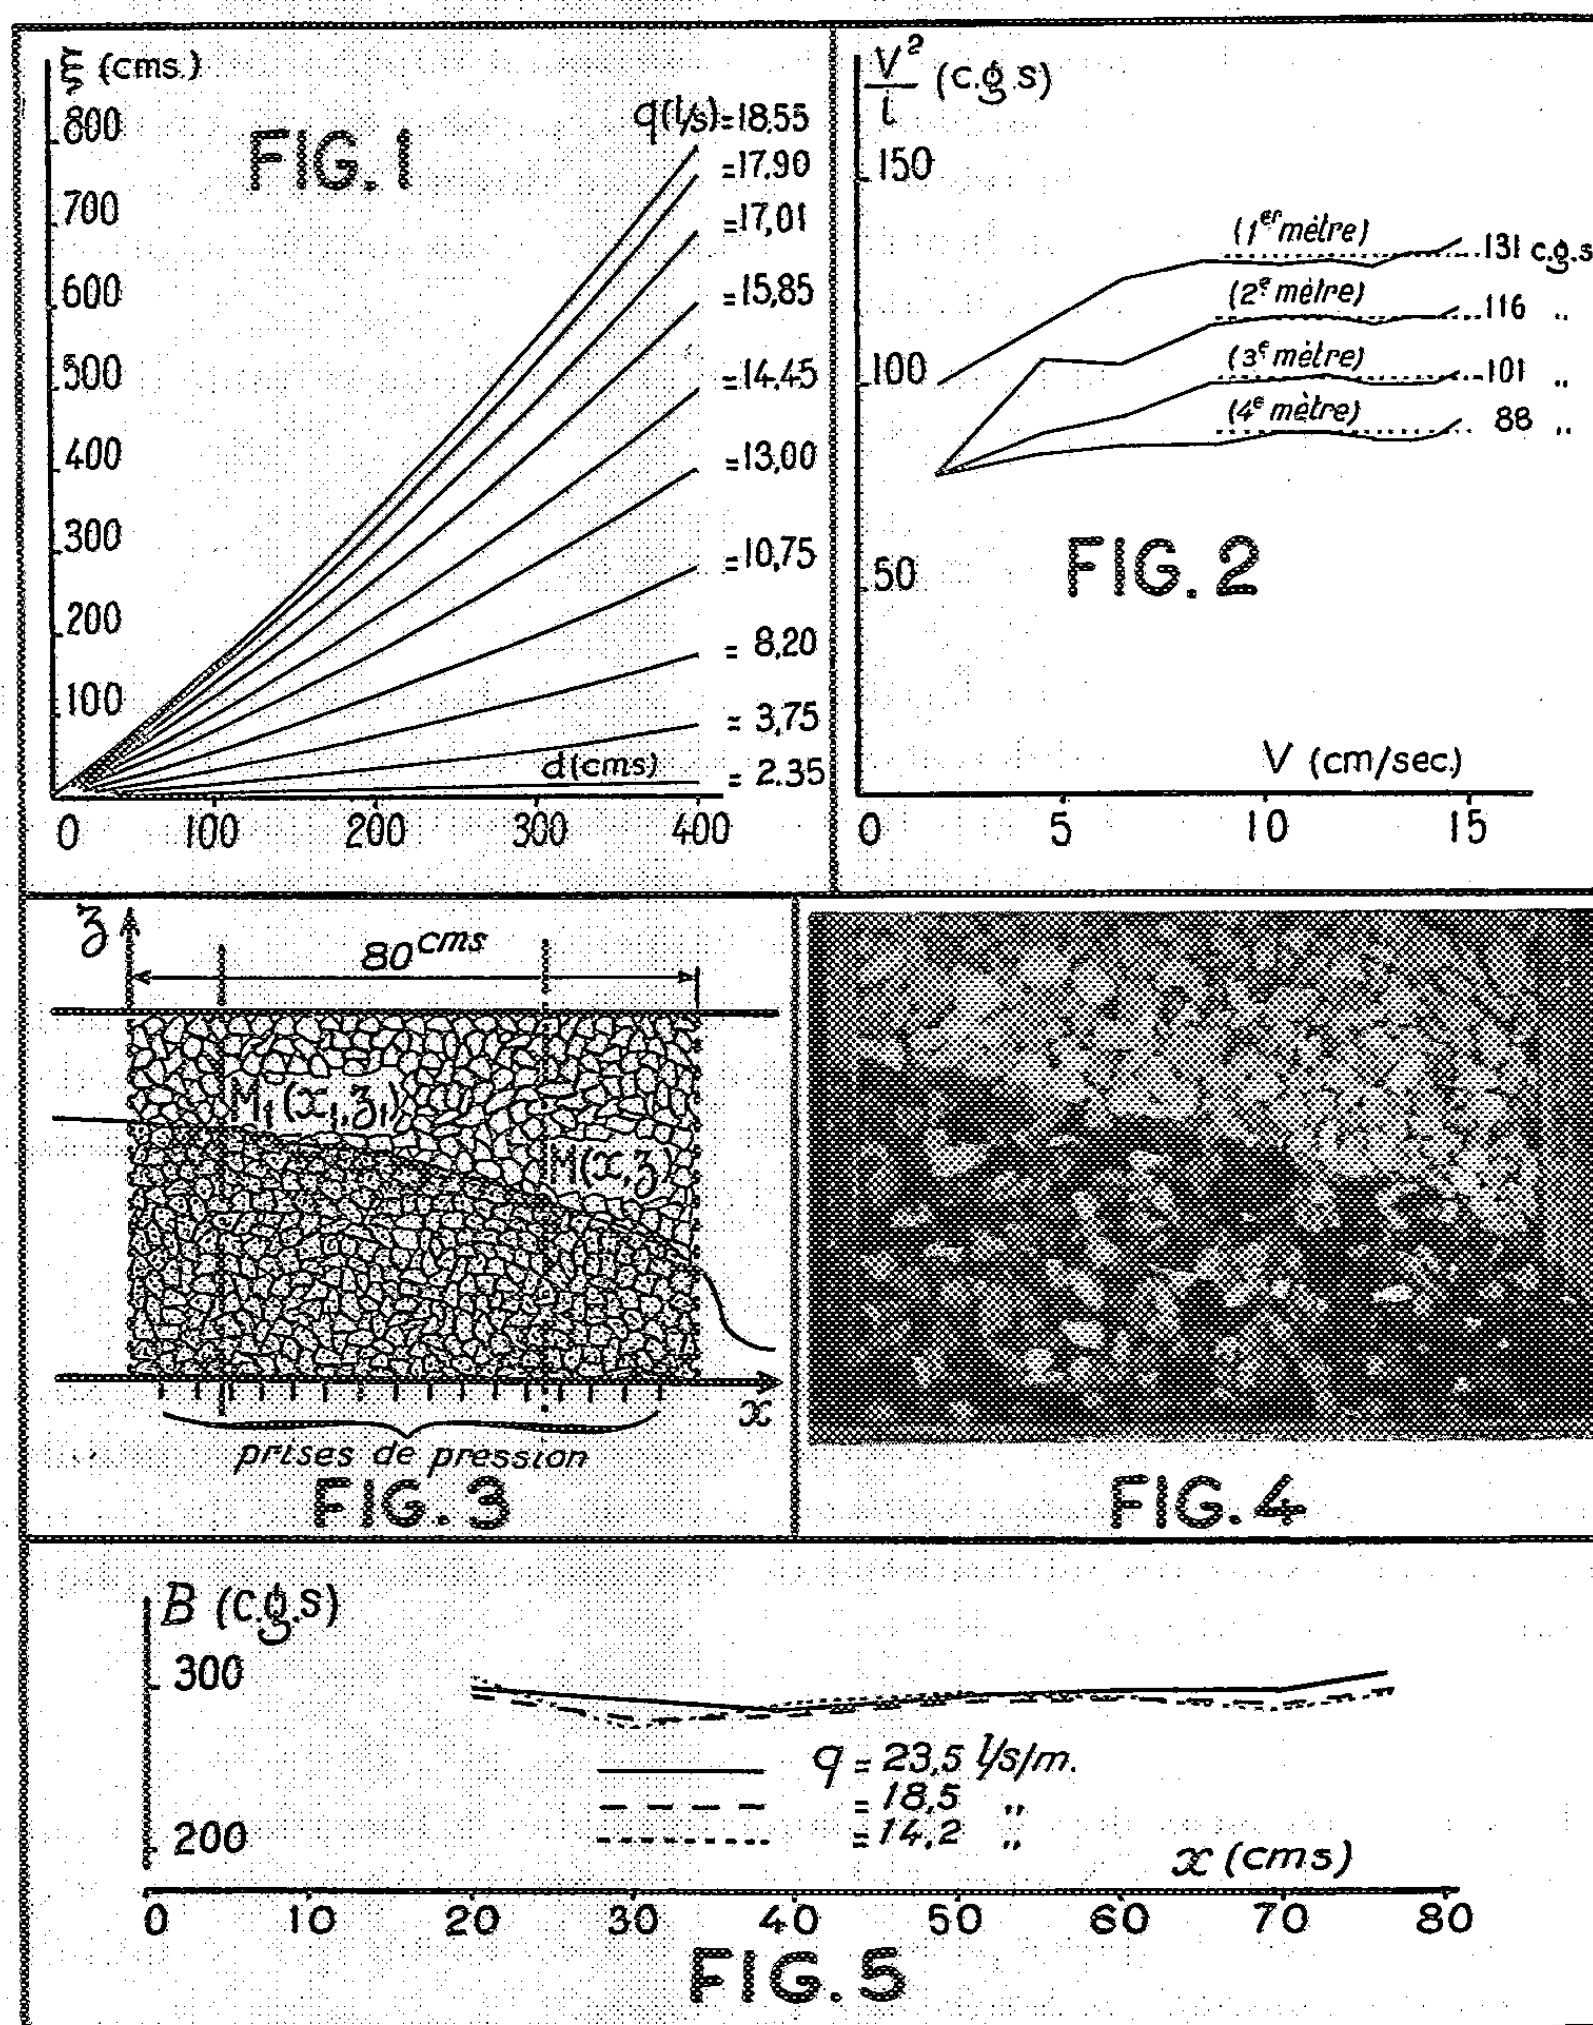 ϖ (cms.)
800
700
600
500
400
300
200
100
FIG. 1
q(l/s)=18,55
=17,90
=17,01
=15,85
=14,45
=13,00
=10,75
= 8,20
= 3,75
= 2.35
d(cms)
0 100 200 300 400
V²/i (c.g.s)
150
100
50
(1er mètre) 131 c.g.s
(2e mètre) 116 "
(3e mètre) 101 "
(4e mètre) 88 "
FIG. 2
V (cm/sec.)
0 5 10 15
z
80 cms
M₁(x₁,z₁)
M(x,z)
x
prises de pression
FIG. 3
FIG. 4
B (c.g.s)
300
200
q = 23,5 l/s/m.
= 18,5 "
= 14,2 "
x (cms)
0 10 20 30 40 50 60 70 80
FIG. 5